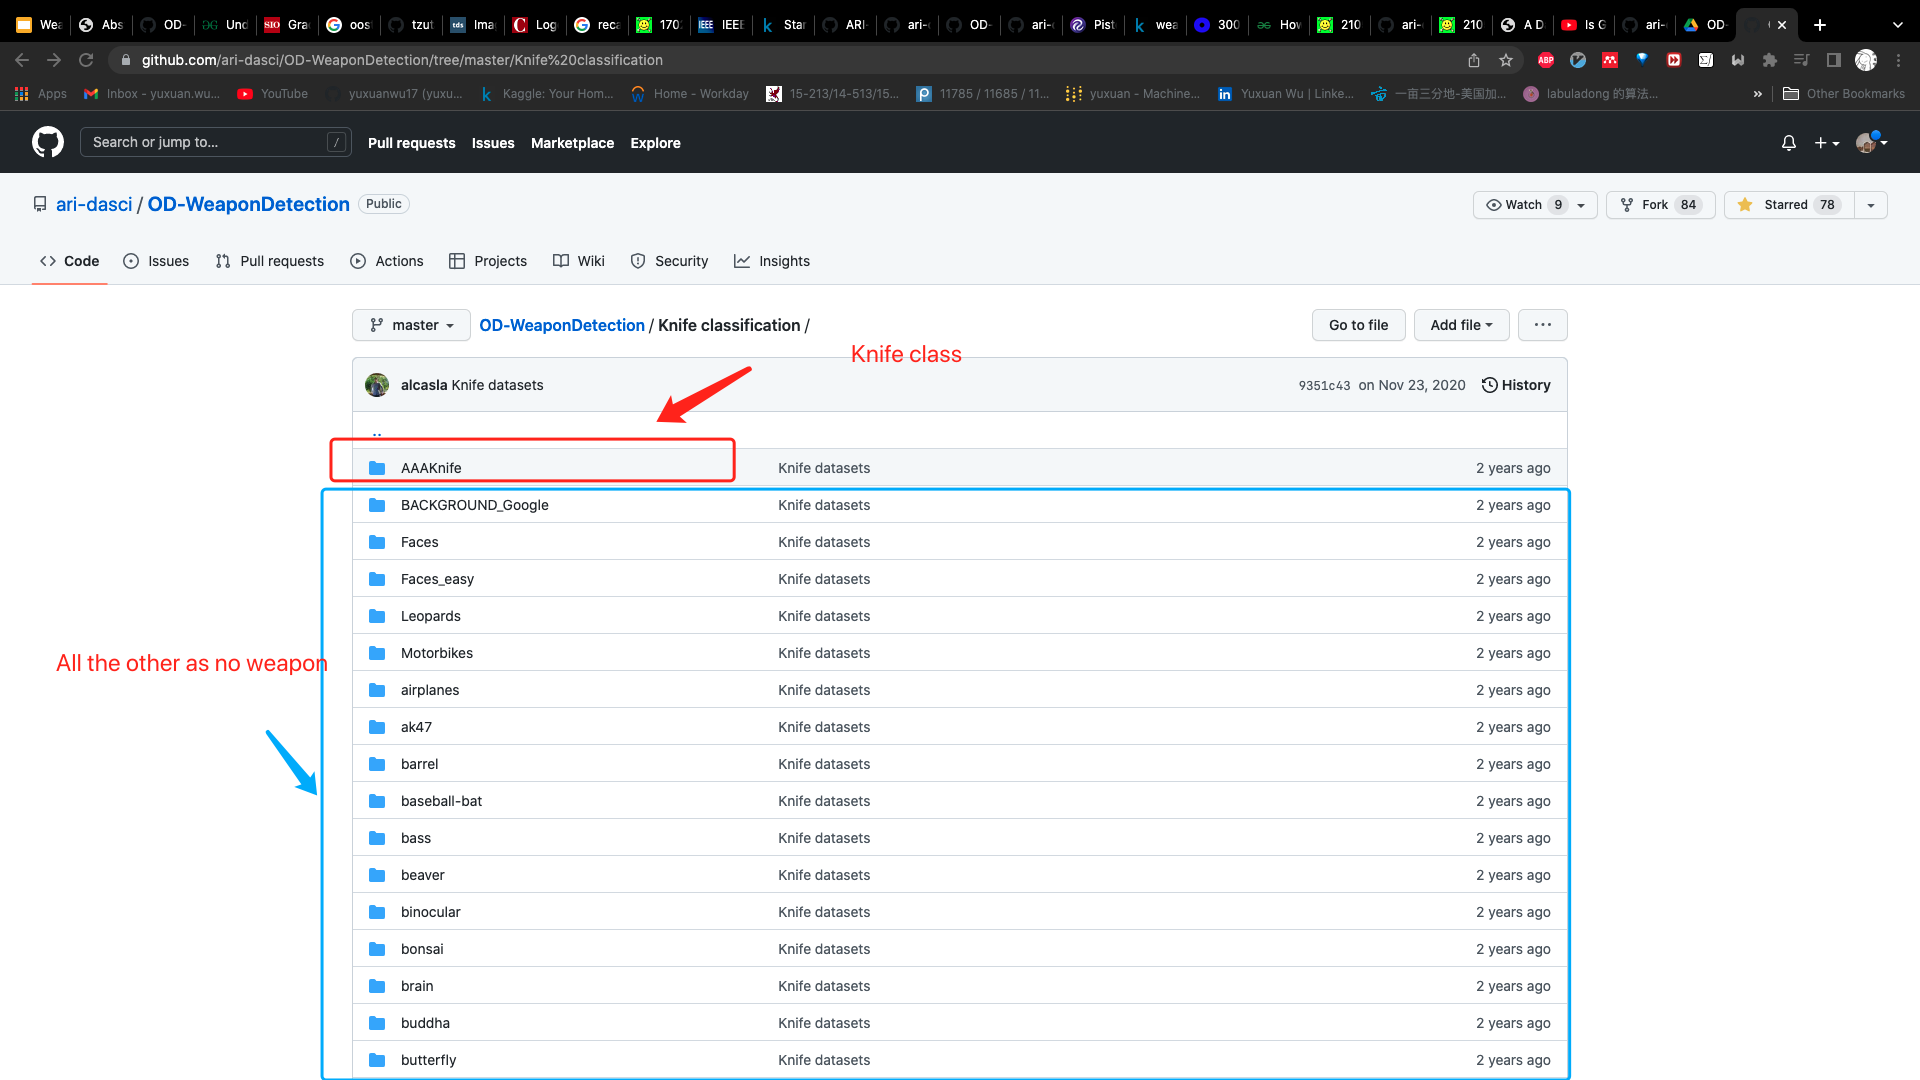 Wea Abs OD- Und Grad oost tzut Ima Log reca 170: IEEE Star ARI- ari-c OD- ari-c Pist wea 300 How 210 ari-c 210 A D Is G ari-c OD-
github.com/ari-dasci/OD-WeaponDetection/tree/master/Knife%20classification
Apps Inbox - yuxuan.wu... YouTube yuxuanwu17 (yuxu... Kaggle: Your Hom... Home - Workday 15-213/14-513/15... 11785 / 11685 / 11... yuxuan - Machine... Yuxuan Wu | Linke... 一亩三分地-美国加... labuladong 的算法... » Other Bookmarks
Search or jump to... / Pull requests Issues Marketplace Explore
ari-dasci / OD-WeaponDetection Public Watch 9 Fork 84 Starred 78
Code Issues Pull requests Actions Projects Wiki Security Insights
master OD-WeaponDetection / Knife classification / Go to file Add file ...
Knife class
alcasla Knife datasets 9351c43 on Nov 23, 2020 History
..
AAAKnife Knife datasets 2 years ago
BACKGROUND_Google Knife datasets 2 years ago
Faces Knife datasets 2 years ago
Faces_easy Knife datasets 2 years ago
Leopards Knife datasets 2 years ago
Motorbikes Knife datasets 2 years ago
All the other as no weapon
airplanes Knife datasets 2 years ago
ak47 Knife datasets 2 years ago
barrel Knife datasets 2 years ago
baseball-bat Knife datasets 2 years ago
bass Knife datasets 2 years ago
beaver Knife datasets 2 years ago
binocular Knife datasets 2 years ago
bonsai Knife datasets 2 years ago
brain Knife datasets 2 years ago
buddha Knife datasets 2 years ago
butterfly Knife datasets 2 years ago